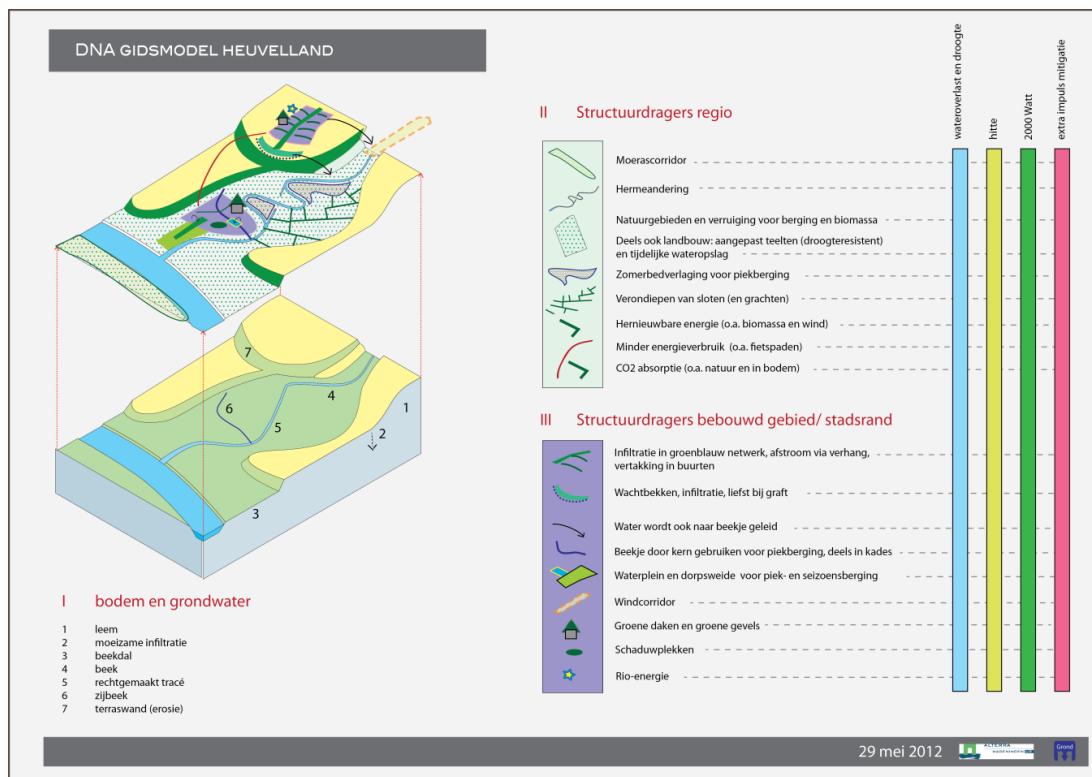 DNA GIDSMODEL HEUVELLAND
7
6
4
5
1
2
3
I bodem en grondwater
1 leem
2 moeizame infiltratie
3 beekdal
4 beek
5 rechtgemaakt tracé
6 zijbeek
7 terraswand (erosie)
wateroverlast en droogte
hitte
2000 Watt
extra impuls mitigatie
II Structuurdragers regio
Moerascorridor
Hermeandering
Natuurgebieden en verruiging voor berging en biomassa
Deels ook landbouw: aangepast teelten (droogteresistent)
en tijdelijke wateropslag
Zomerbedverlaging voor piekberging
Verondiepen van sloten (en grachten)
Hernieuwbare energie (o.a. biomassa en wind)
Minder energieverbruik (o.a. fietspaden)
CO2 absorptie (o.a. natuur en in bodem)
III Structuurdragers bebouwd gebied/ stadsrand
Infiltratie in groenblauw netwerk, afstroom via verhang,
vertakking in buurten
Wachtbekken, infiltratie, liefst bij graft
Water wordt ook naar beekje geleid
Beekje door kern gebruiken voor piekberging, deels in kades
Waterplein en dorpsweide voor piek- en seizoensberging
Windcorridor
Groene daken en groene gevels
Schaduwplekken
Rio-energie
29 mei 2012
ALTERRA
WAGENINGEN UR
Grond